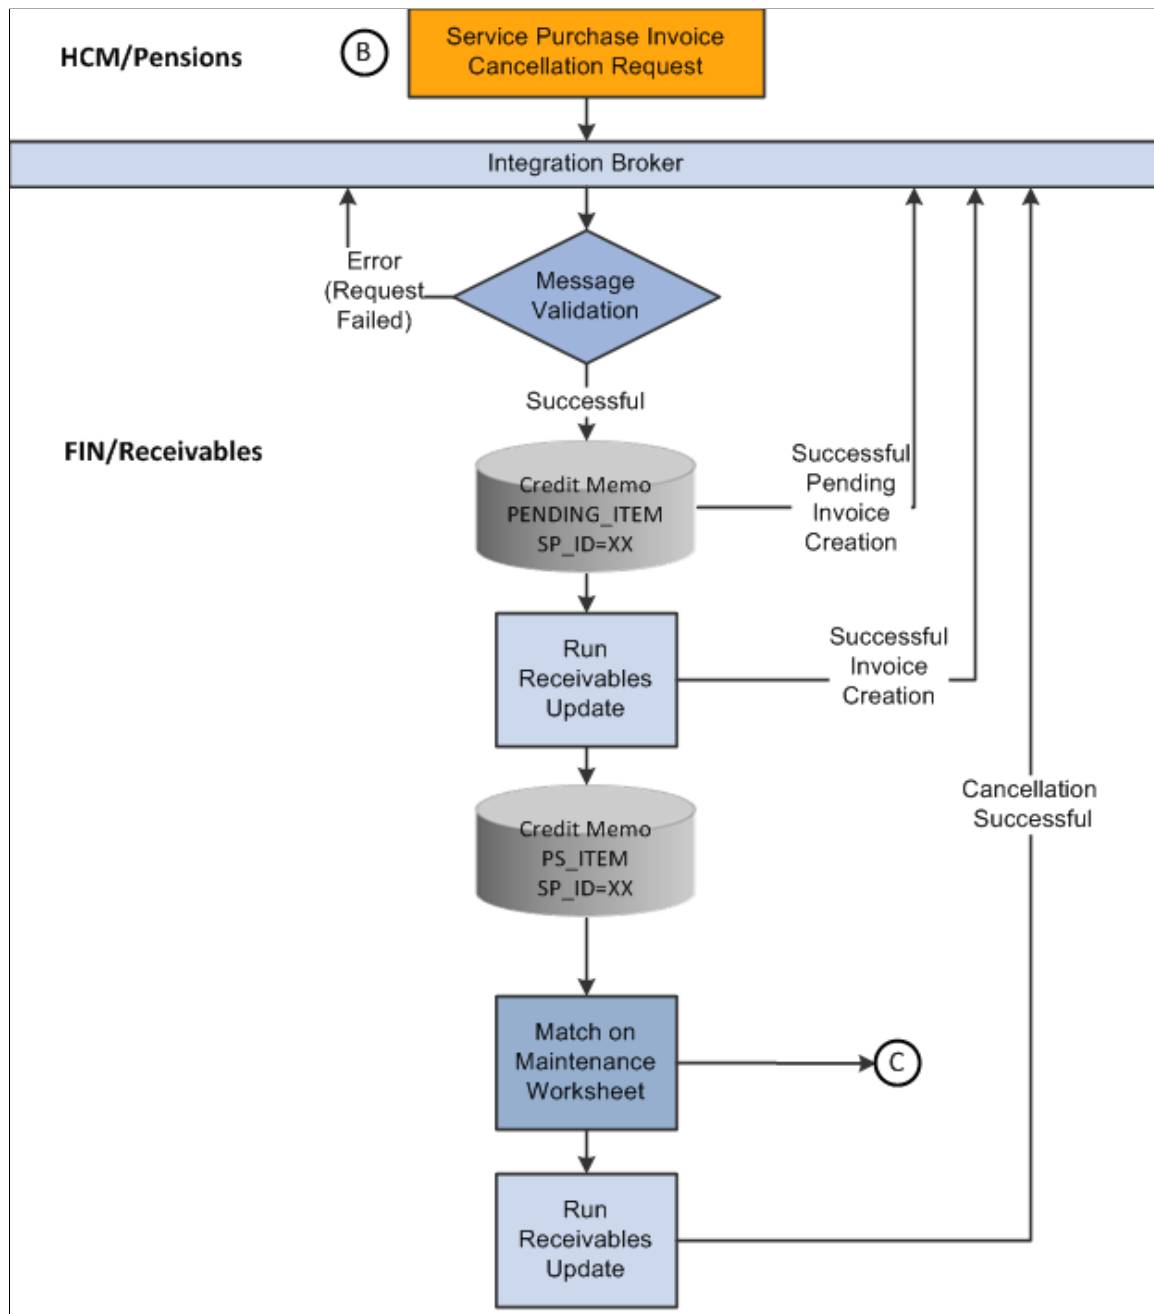 HCM/Pensions
B
Service Purchase Invoice
Cancellation Request
Integration Broker
Error
(Request
Failed)
Message
Validation
Successful
FIN/Receivables
Credit Memo
PENDING_ITEM
SP_ID=XX
Successful
Pending
Invoice
Creation
Run
Receivables
Update
Successful
Invoice
Creation
Credit Memo
PS_ITEM
SP_ID=XX
Cancellation
Successful
Match on
Maintenance
Worksheet
C
Run
Receivables
Update